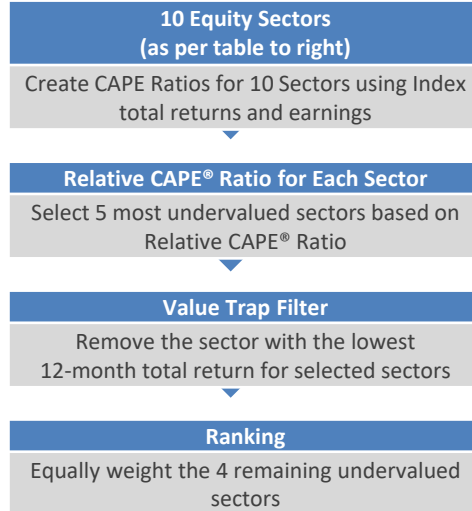 10 Equity Sectors
(as per table to right)
Create CAPE Ratios for 10 Sectors using Index
total returns and earnings
Relative CAPE® Ratio for Each Sector
Select 5 most undervalued sectors based on
Relative CAPE® Ratio
Value Trap Filter
Remove the sector with the lowest
12-month total return for selected sectors
Ranking
Equally weight the 4 remaining undervalued
sectors